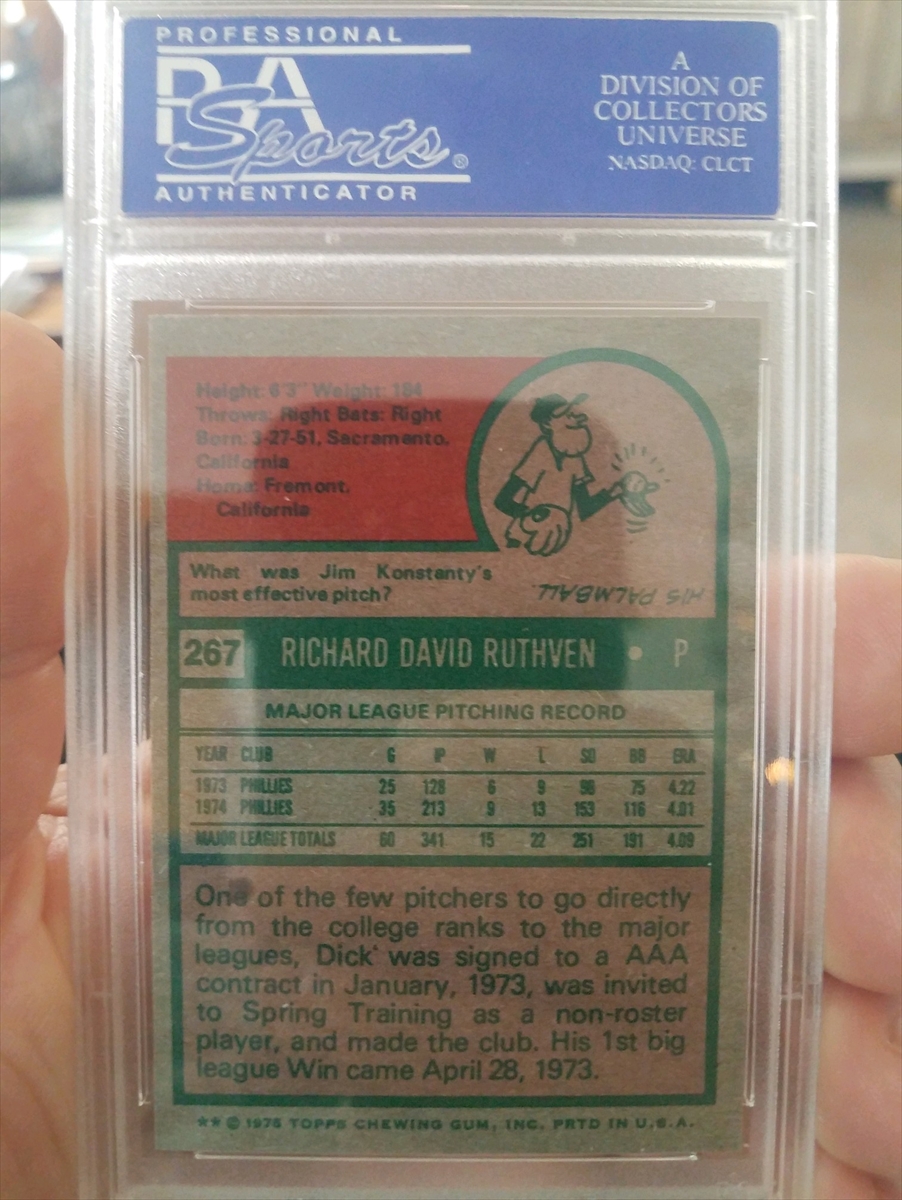 PROFESSIONAL
PSA
Sports®
AUTHENTICATOR
A
DIVISION OF
COLLECTORS
UNIVERSE
NASDAQ: CLCT
Height: 6'3" Weight: 184
Throws: Right Bats: Right
Born: 3-27-51, Sacramento,
California
Home: Fremont,
California
What was Jim Konstanty's
most effective pitch?
HIS PALMBALL.
267 RICHARD DAVID RUTHVEN • P
MAJOR LEAGUE PITCHING RECORD
YEAR CLUB G IP W L SO BB ERA
1973 PHILLIES 25 128 6 9 98 75 4.22
1974 PHILLIES 35 213 9 13 153 116 4.01
MAJOR LEAGUE TOTALS 60 341 15 22 251 191 4.09
One of the few pitchers to go directly
from the college ranks to the major
leagues, Dick was signed to a AAA
contract in January, 1973, was invited
to Spring Training as a non-roster
player, and made the club. His 1st big
league Win came April 28, 1973.
** © 1975 TOPPS CHEWING GUM, INC. PRTD IN U.S.A.